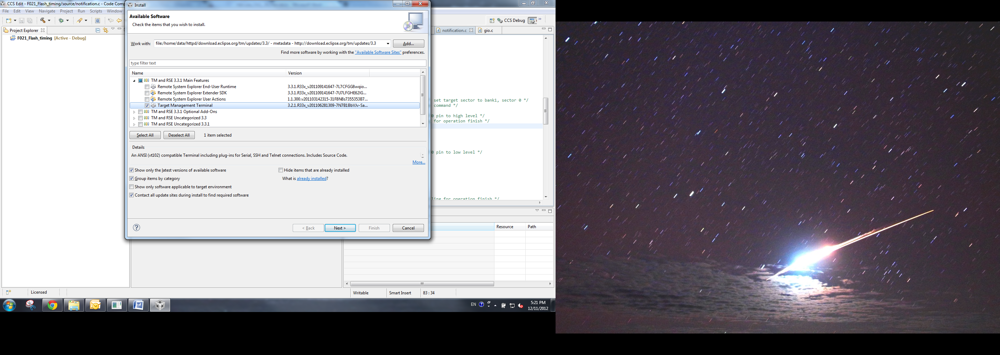 CCS Edit - F021_Flash_timing/source/notification.c - Code Comp
File Edit View Navigate Project Run Scripts Window
CCS Debug
Project Explorer
F021_Flash_timing [Active - Debug]
Install
Available Software
Check the items that you wish to install.
Work with: file:/home/data/httpd/download.eclipse.org/tm/updates/3.3/ - metadata - http://download.eclipse.org/tm/updates/3.3 Add...
Find more software by working with the "Available Software Sites" preferences.
type filter text
Name Version
TM and RSE 3.3.1 Main Features
Remote System Explorer End-User Runtime 3.3.1.R33x_v201109141647-7L7CFGG8wqio...
Remote System Explorer Extender SDK 3.3.1.R33x_v201109141647-7U7LFGHE62IG...
Remote System Explorer User Actions 1.1.300.v201103142315-31F8N8s7355353B7...
Target Management Terminal 3.2.1.R33x_v201106281309-7N7B1BbVJv-Sa...
TM and RSE 3.3.1 Optional Add-Ons
TM and RSE Uncategorized 3.3
TM and RSE Uncategorized 3.3.1
Select All Deselect All 1 item selected
Details
An ANSI (vt102) compatible Terminal including plug-ins for Serial, SSH and Telnet connections. Includes Source Code.
More...
Show only the latest versions of available software Hide items that are already installed
Group items by category What is already installed?
Show only software applicable to target environment
Contact all update sites during install to find required software
< Back Next > Finish Cancel
notification.c gio.c
set target sector to bank1, sector 0 */
command */
0 pin to high level */
for operation finish */
0 pin to low level */
ling for operation finish */
Resource Path
Licensed Writable Smart Insert 83 : 34
EN 5:21 PM
12/11/2012